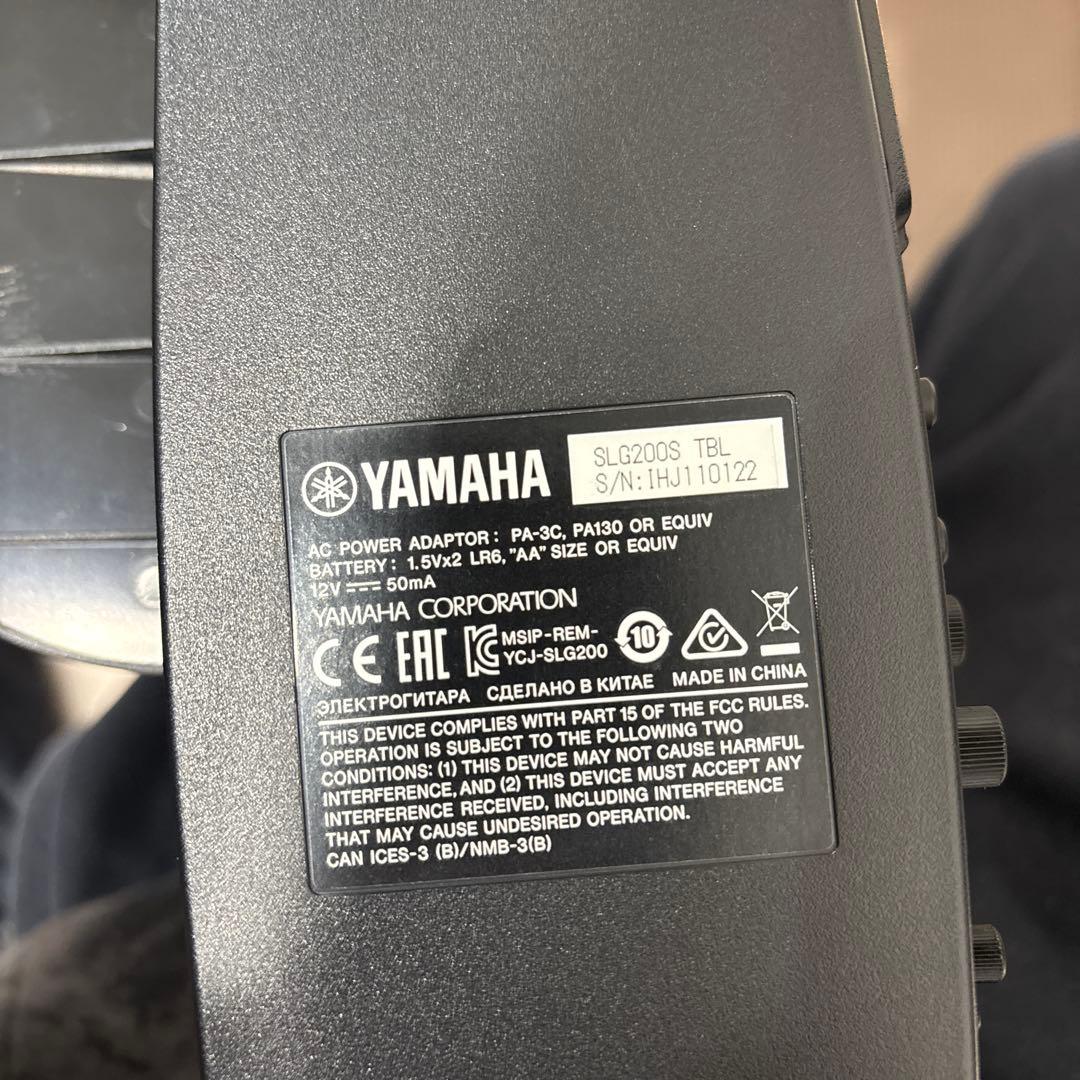 YAMAHA
SLG200S TBL
S/N:IHJ110122
AC POWER ADAPTOR: PA-3C, PA130 OR EQUIV
BATTERY: 1.5Vx2 LR6, "AA" SIZE OR EQUIV
12V 50mA
YAMAHA CORPORATION
CE EAC KC MSIP-REM-
YCJ-SLG200 10
ЭЛЕКТРОГИТАРА СДЕЛАНО В КИТАЕ MADE IN CHINA
THIS DEVICE COMPLIES WITH PART 15 OF THE FCC RULES.
OPERATION IS SUBJECT TO THE FOLLOWING TWO
CONDITIONS: (1) THIS DEVICE MAY NOT CAUSE HARMFUL
INTERFERENCE, AND (2) THIS DEVICE MUST ACCEPT ANY
INTERFERENCE RECEIVED, INCLUDING INTERFERENCE
THAT MAY CAUSE UNDESIRED OPERATION.
CAN ICES-3 (B)/NMB-3(B)